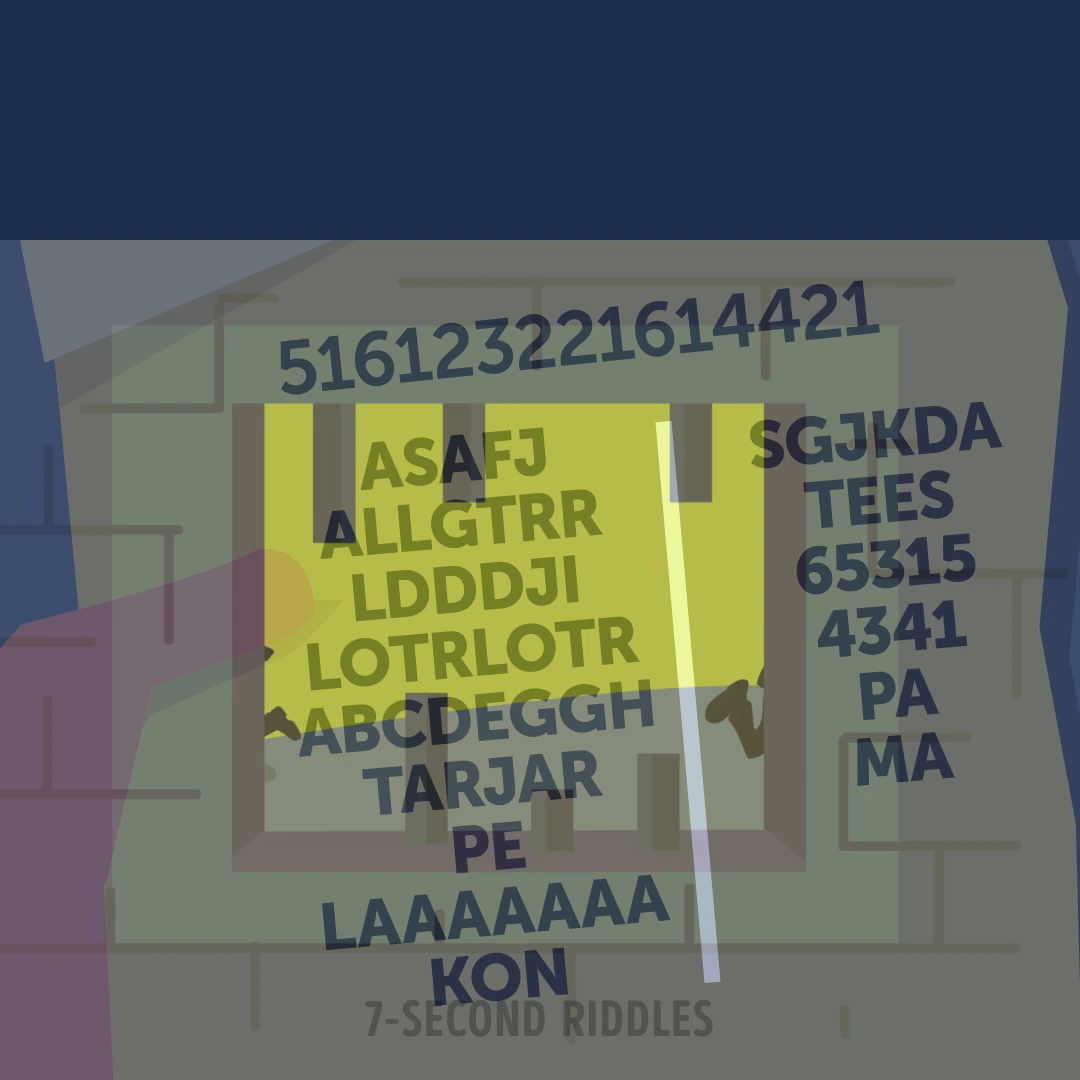 516123221614421
ASAFJ
ALLGTRR
LDDDJI
LOTRLOTR
ABCDEGGH
TARJAR
PE
LAAAAAAA
KON
SGJKDA
TEES
65315
4341
PA
MA
7-SECOND RIDDLES